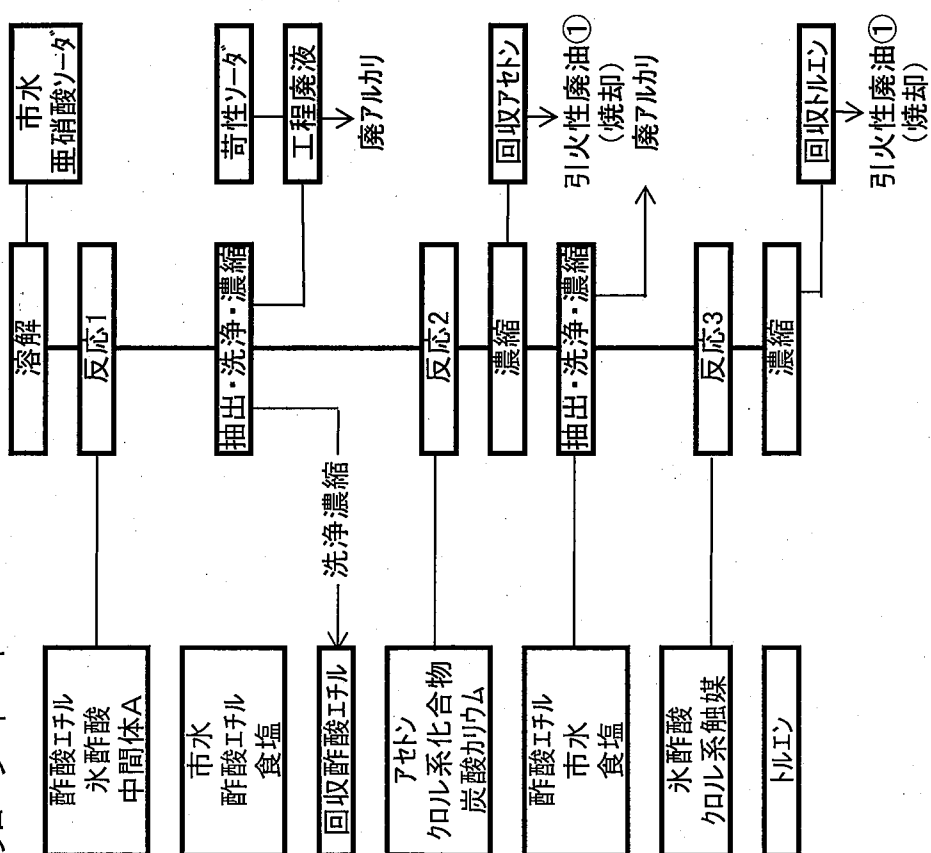 市水
亜硝酸ソーダ
溶解
反応1
酢酸エチル
氷酢酸
中間体A
苛性ソーダ
工程廃液
廃アルカリ
抽出・洗浄・濃縮
市水
酢酸エチル
食塩
洗浄濃縮
回収酢酸エチル
反応2
アセトン
クロル系化合物
炭酸カリウム
濃縮
回収アセトン
引火性廃油①
(焼却)
廃アルカリ
抽出・洗浄・濃縮
酢酸エチル
市水
食塩
反応3
氷酢酸
クロル系触媒
濃縮
トルエン
回収トルエン
引火性廃油①
(焼却)